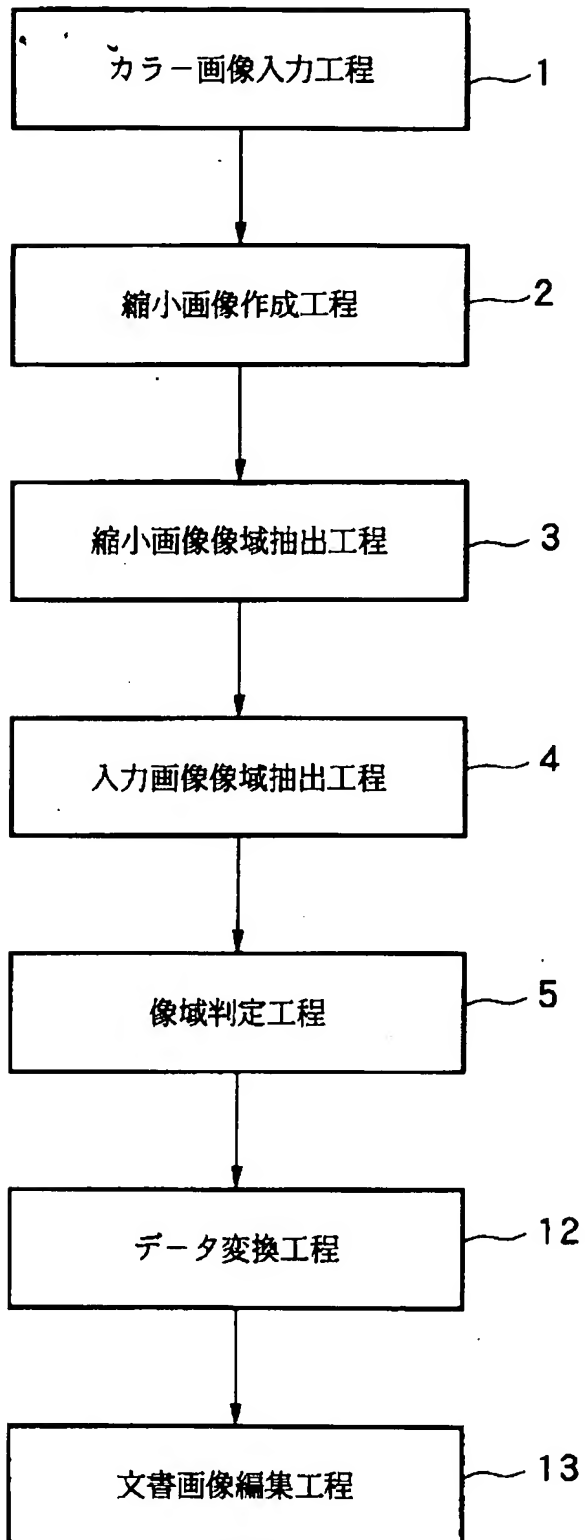 カラー画像入力工程 1
縮小画像作成工程 2
縮小画像像域抽出工程 3
入力画像像域抽出工程 4
像域判定工程 5
データ変換工程 12
文書画像編集工程 13